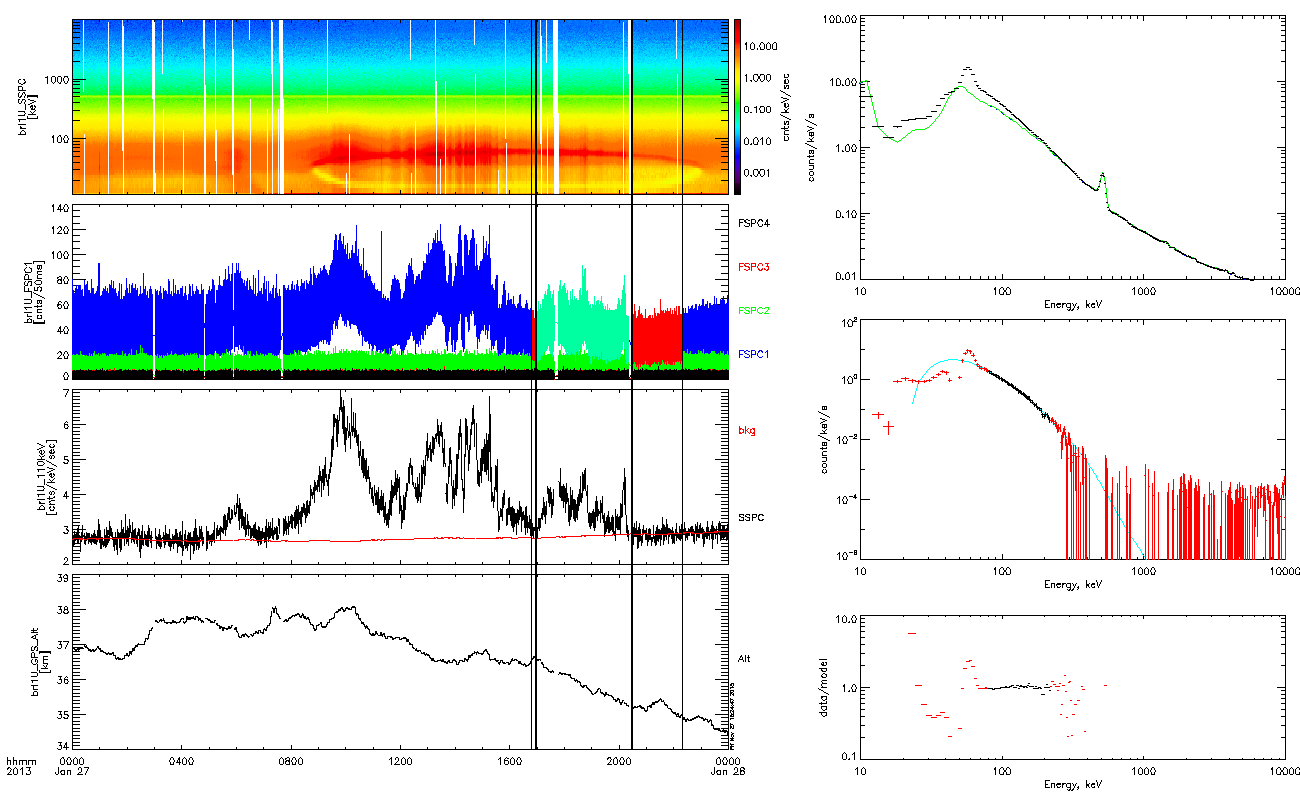 brl1U_SSPC
[keV]
1000
100
10.000
1.000
0.100
0.010
0.001
cnts/keV/sec
brl1U_FSPC1
[cnts/50ms]
140
120
100
80
60
40
20
0
FSPC4
FSPC3
FSPC2
FSPC1
brl1U_110keV
[cnts/keV/sec]
7
6
5
4
3
2
bkg
SSPC
brl1U_GPS_Alt
[km]
39
38
37
36
35
34
Alt
hhmm
2013
0000 0400 0800 1200 1600 2000 0000
Jan 27 Jan 28
counts/keV/s
100.00
10.00
1.00
0.10
0.01
10 100 1000 10000
Energy, keV
counts/keV/s
10^2
10^0
10^-2
10^-4
10^-6
10 100 1000 10000
Energy, keV
data/model
10.0
1.0
0.1
10 100 1000 10000
Energy, keV